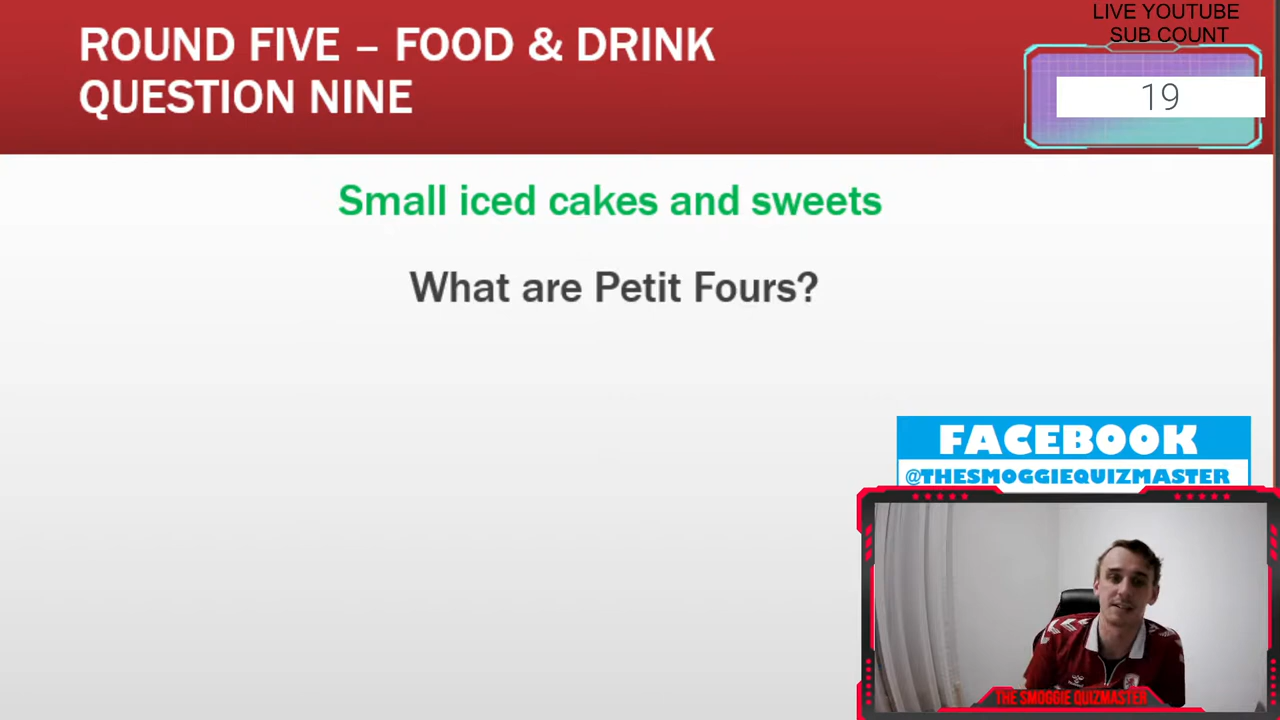 ROUND FIVE – FOOD & DRINK
QUESTION NINE
LIVE YOUTUBE
SUB COUNT
19
Small iced cakes and sweets
What are Petit Fours?
FACEBOOK
@THESMOGGIEQUIZMASTER
THE SMOGGIE QUIZMASTER